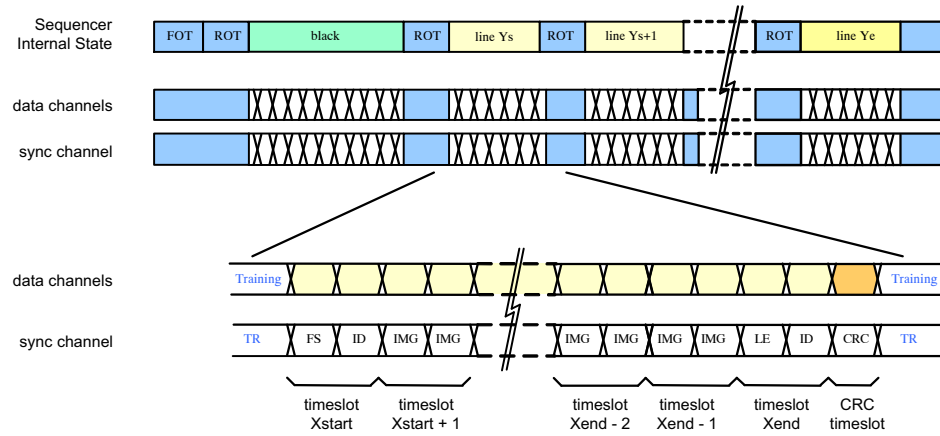 Sequencer
Internal State
FOT ROT black ROT line Ys ROT line Ys+1 ROT line Ye
data channels
sync channel
data channels
Training Training
sync channel
TR FS ID IMG IMG IMG IMG IMG IMG LE ID CRC TR
timeslot timeslot timeslot timeslot timeslot CRC
Xstart Xstart + 1 Xend - 2 Xend - 1 Xend timeslot